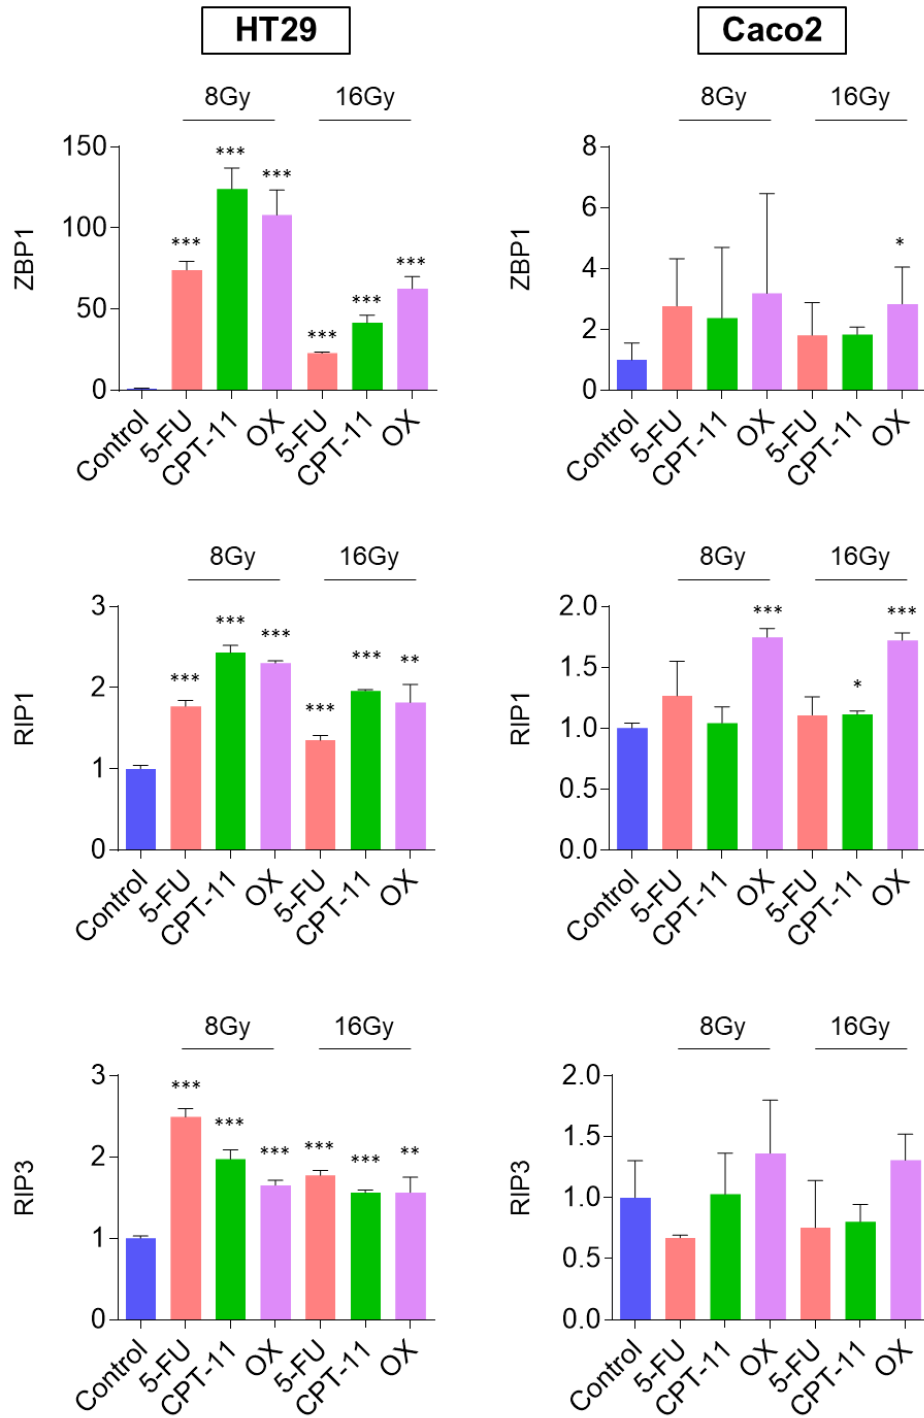 HT29
Caco2
8Gy 16Gy
ZBP1
150
100
50
0
*** *** *** *** *** ***
Control 5-FU CPT-11 OX 5-FU CPT-11 OX
8Gy 16Gy
ZBP1
8
6
4
2
0
*
Control 5-FU CPT-11 OX 5-FU CPT-11 OX
8Gy 16Gy
RIP1
3
2
1
0
*** *** *** *** *** **
Control 5-FU CPT-11 OX 5-FU CPT-11 OX
8Gy 16Gy
RIP1
2.0
1.5
1.0
0.5
0.0
*** * ***
Control 5-FU CPT-11 OX 5-FU CPT-11 OX
8Gy 16Gy
RIP3
3
2
1
0
*** *** *** *** *** **
Control 5-FU CPT-11 OX 5-FU CPT-11 OX
8Gy 16Gy
RIP3
2.0
1.5
1.0
0.5
0.0
Control 5-FU CPT-11 OX 5-FU CPT-11 OX